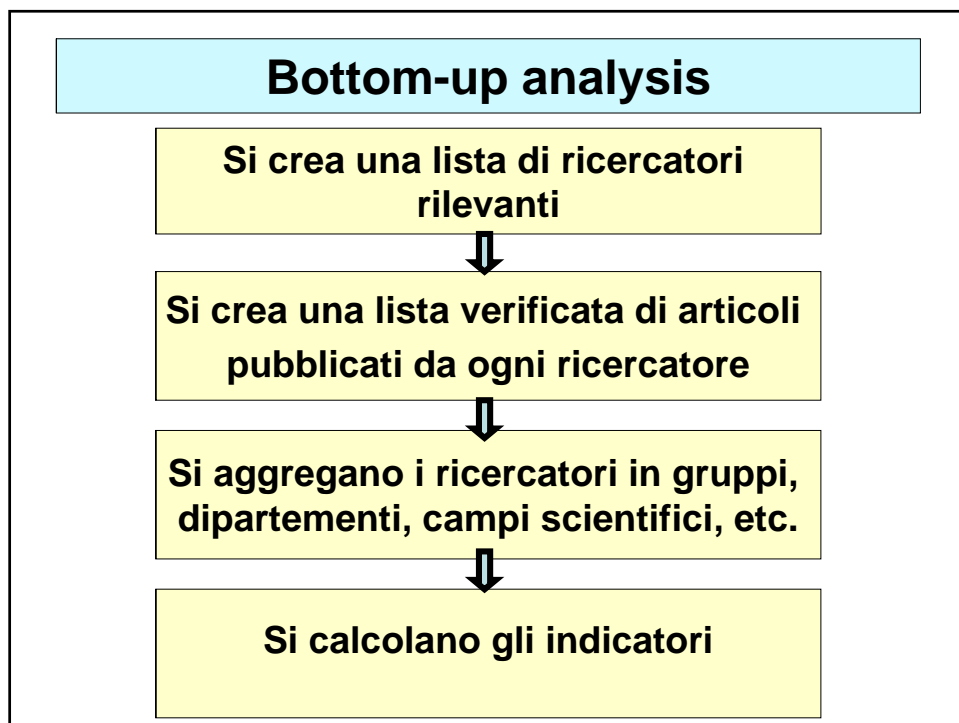 Bottom-up analysis
Si crea una lista di ricercatori
rilevanti
Si crea una lista verificata di articoli
pubblicati da ogni ricercatore
Si aggregano i ricercatori in gruppi,
dipartementi, campi scientifici, etc.
Si calcolano gli indicatori